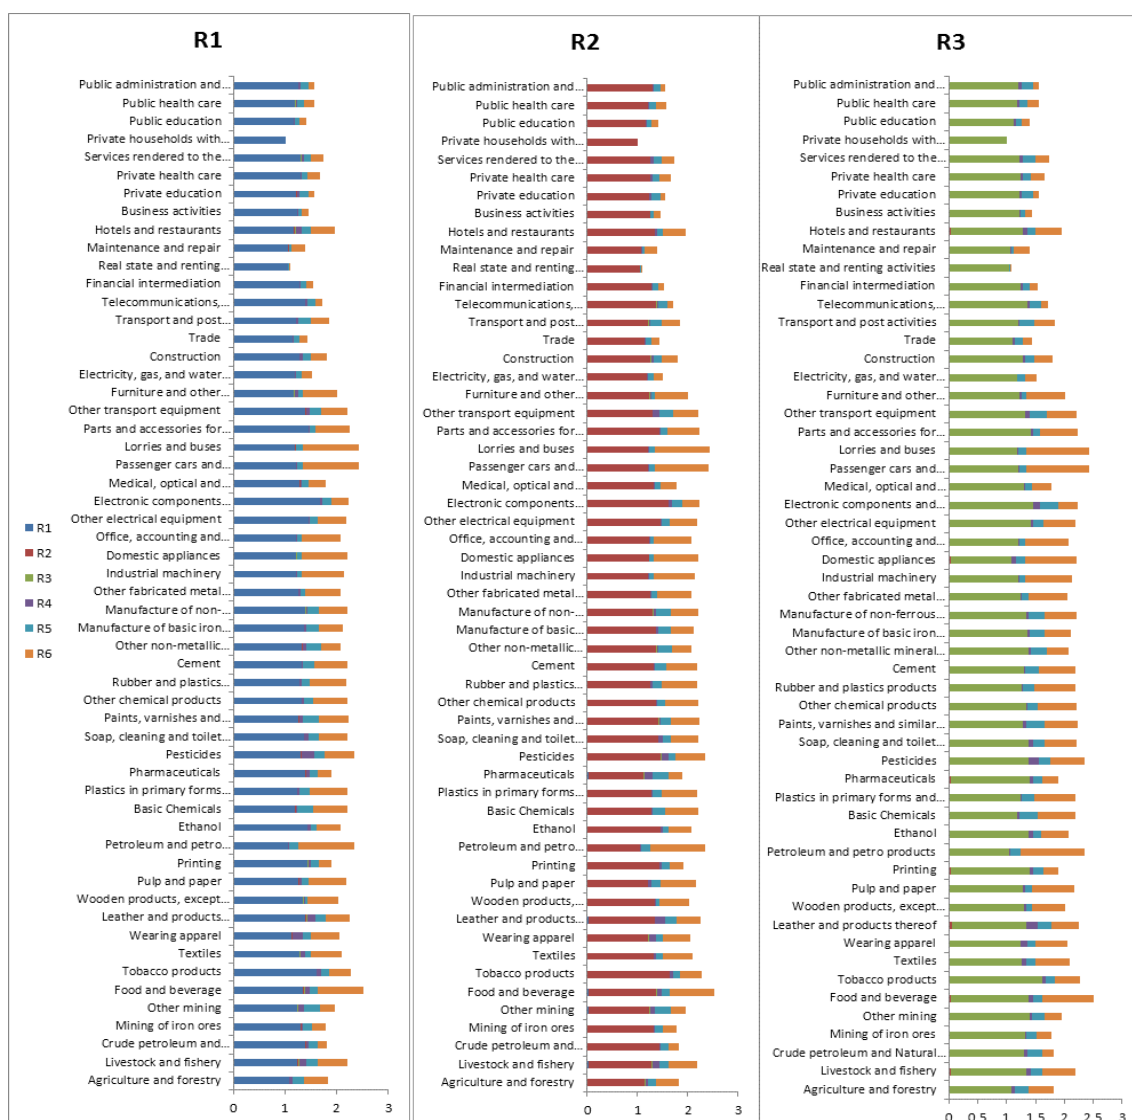 R1
Public administration and...
Public health care
Public education
Private households with...
Services rendered to the...
Private health care
Private education
Business activities
Hotels and restaurants
Maintenance and repair
Real state and renting...
Financial intermediation
Telecommunications,...
Transport and post...
Trade
Construction
Electricity, gas, and water...
Furniture and other...
Other transport equipment
Parts and accessories for...
Lorries and buses
Passenger cars and...
Medical, optical and...
Electronic components...
Other electrical equipment
Office, accounting and...
Domestic appliances
Industrial machinery
Other fabricated metal...
Manufacture of non-...
Manufacture of basic iron...
Other non-metallic...
Cement
Rubber and plastics...
Other chemical products
Paints, varnishes and...
Soap, cleaning and toilet...
Pesticides
Pharmaceuticals
Plastics in primary forms...
Basic Chemicals
Ethanol
Petroleum and petro...
Printing
Pulp and paper
Wooden products, except...
Leather and products...
Wearing apparel
Textiles
Tobacco products
Food and beverage
Other mining
Mining of iron ores
Crude petroleum and...
Livestock and fishery
Agriculture and forestry
0 1 2 3
R1
R2
R3
R4
R5
R6
R2
Public administration and...
Public health care
Public education
Private households with...
Services rendered to the...
Private health care
Private education
Business activities
Hotels and restaurants
Maintenance and repair
Real state and renting...
Financial intermediation
Telecommunications,...
Transport and post...
Trade
Construction
Electricity, gas, and water...
Furniture and other...
Other transport equipment
Parts and accessories for...
Lorries and buses
Passenger cars and...
Medical, optical and...
Electronic components...
Other electrical equipment
Office, accounting and...
Domestic appliances
Industrial machinery
Other fabricated metal...
Manufacture of non-...
Manufacture of basic...
Other non-metallic...
Cement
Rubber and plastics...
Other chemical products
Paints, varnishes and...
Soap, cleaning and toilet...
Pesticides
Pharmaceuticals
Plastics in primary forms...
Basic Chemicals
Ethanol
Petroleum and petro...
Printing
Pulp and paper
Wooden products,...
Leather and products...
Wearing apparel
Textiles
Tobacco products
Food and beverage
Other mining
Mining of iron ores
Crude petroleum and...
Livestock and fishery
Agriculture and forestry
0 1 2 3
R3
Public administration and...
Public health care
Public education
Private households with...
Services rendered to the...
Private health care
Private education
Business activities
Hotels and restaurants
Maintenance and repair
Real state and renting activities
Financial intermediation
Telecommunications,...
Transport and post activities
Trade
Construction
Electricity, gas, and water...
Furniture and other...
Other transport equipment
Parts and accessories for...
Lorries and buses
Passenger cars and...
Medical, optical and...
Electronic components and...
Other electrical equipment
Office, accounting and...
Domestic appliances
Industrial machinery
Other fabricated metal...
Manufacture of non-ferrous...
Manufacture of basic iron...
Other non-metallic mineral...
Cement
Rubber and plastics products
Other chemical products
Paints, varnishes and similar...
Soap, cleaning and toilet...
Pesticides
Pharmaceuticals
Plastics in primary forms and...
Basic Chemicals
Ethanol
Petroleum and petro products
Printing
Pulp and paper
Wooden products, except...
Leather and products thereof
Wearing apparel
Textiles
Tobacco products
Food and beverage
Other mining
Mining of iron ores
Crude petroleum and Natural...
Livestock and fishery
Agriculture and forestry
0 0.5 1 1.5 2 2.5 3